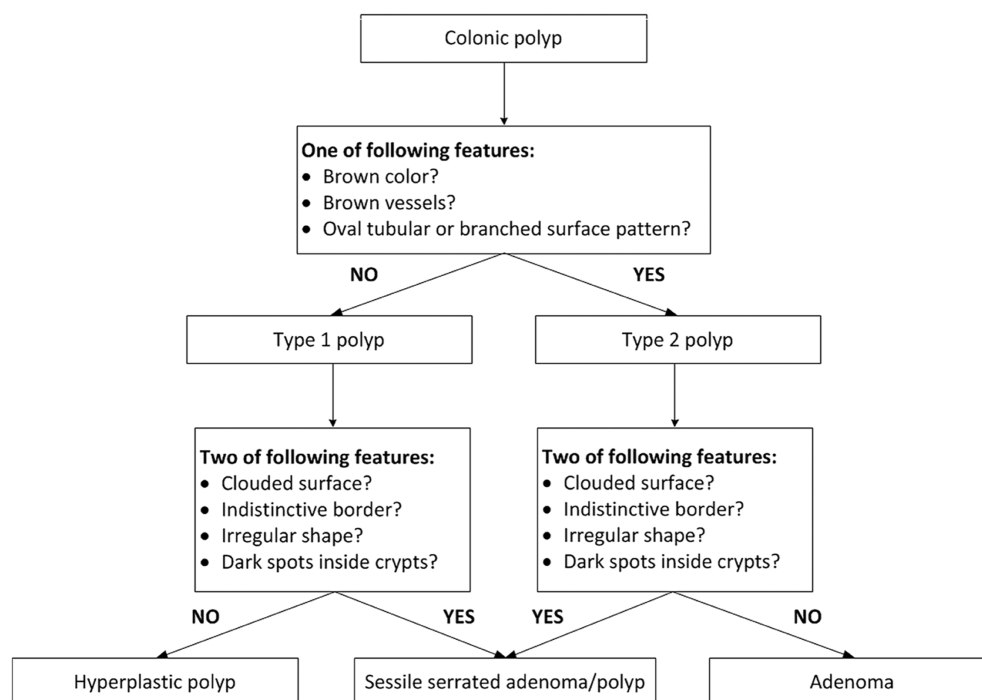 Colonic polyp
One of following features:
• Brown color?
• Brown vessels?
• Oval tubular or branched surface pattern?
NO
YES
Type 1 polyp
Type 2 polyp
Two of following features:
• Clouded surface?
• Indistinctive border?
• Irregular shape?
• Dark spots inside crypts?
Two of following features:
• Clouded surface?
• Indistinctive border?
• Irregular shape?
• Dark spots inside crypts?
NO
YES
YES
NO
Hyperplastic polyp
Sessile serrated adenoma/polyp
Adenoma